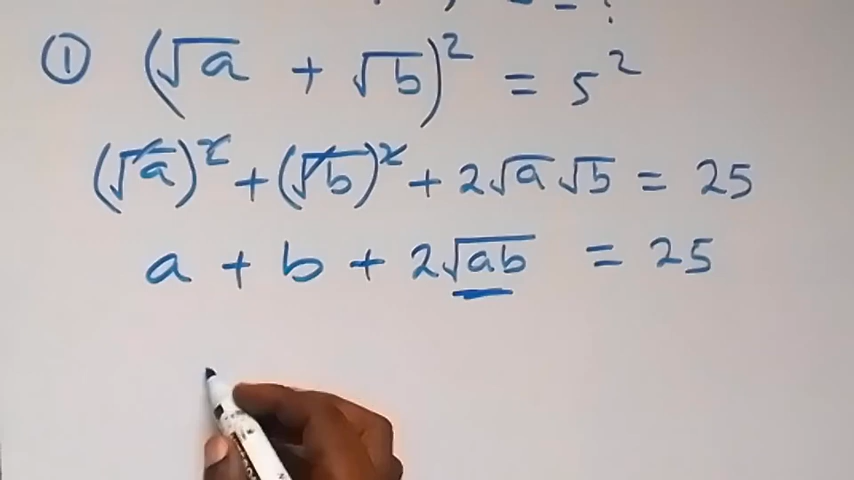 ① (√a + √b)² = 5²
(√a)² + (√b)² + 2√a√b = 25
a + b + 2√ab = 25